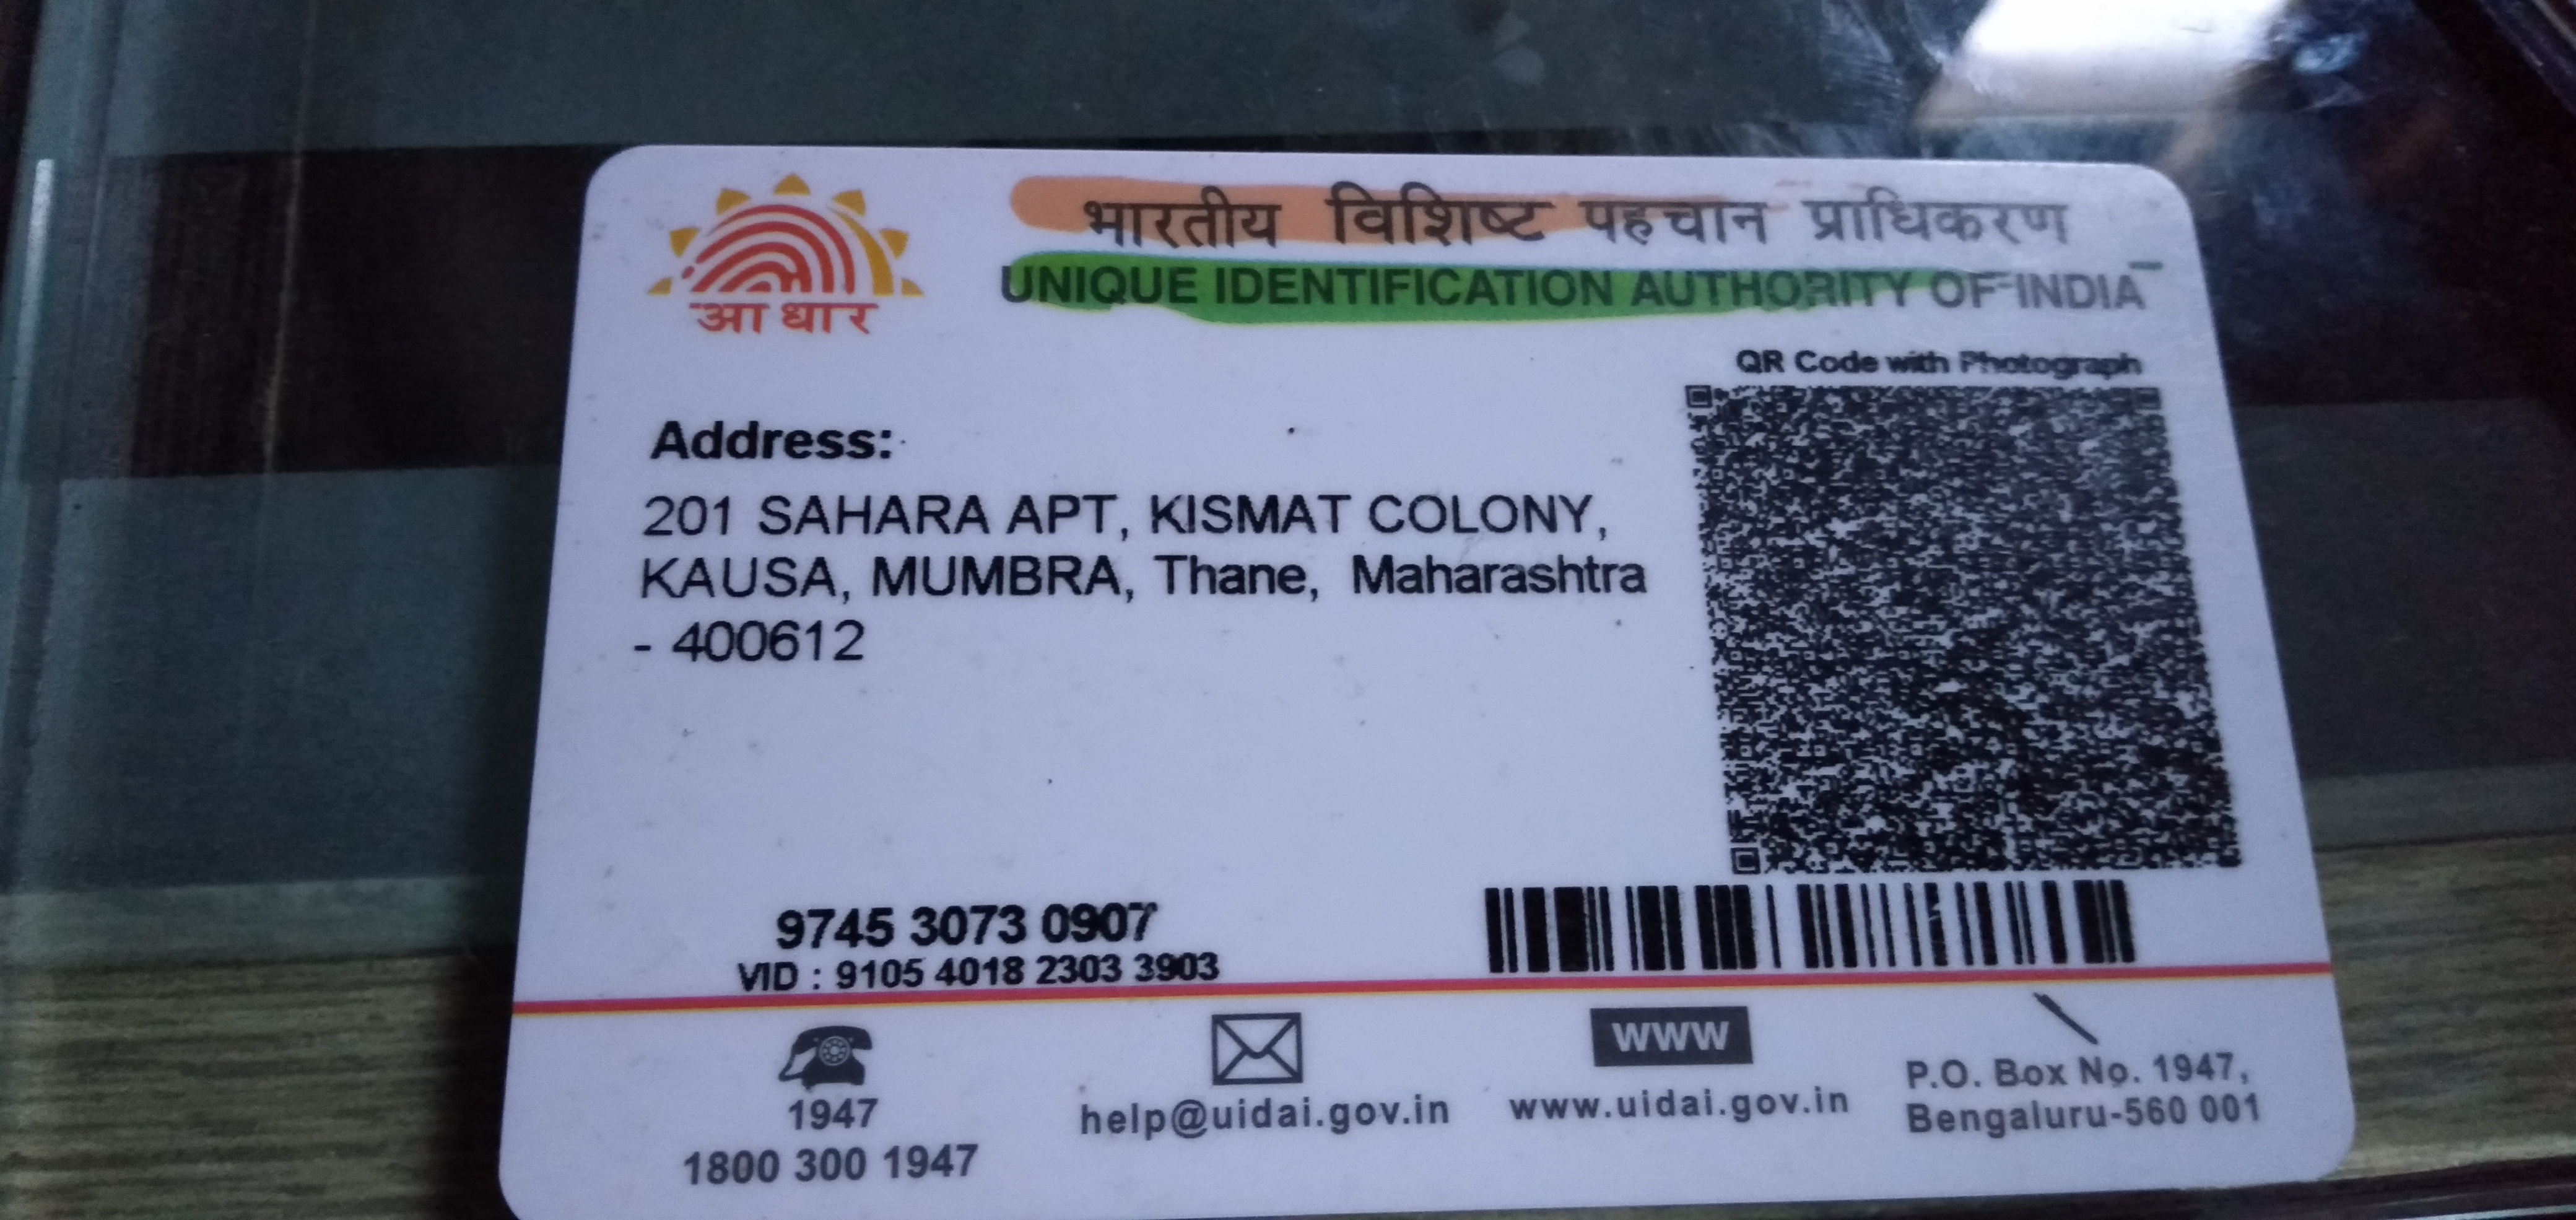 भारतीय विशिष्ट पहचान प्राधिकरण
UNIQUE IDENTIFICATION AUTHORITY OF INDIA
आधार
QR Code with Photograph
Address:
201 SAHARA APT, KISMAT COLONY,
KAUSA, MUMBRA, Thane, Maharashtra
- 400612
9745 3073 0907
VID : 9105 4018 2303 3903
1947
1800 300 1947
help@uidai.gov.in
WWW
www.uidai.gov.in
P.O. Box No. 1947,
Bengaluru-560 001